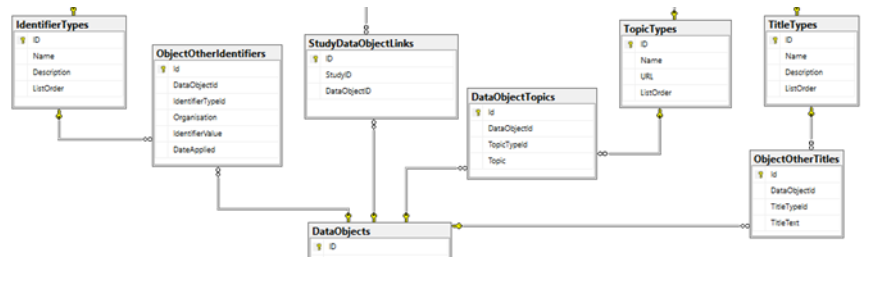 IdentifierTypes
ID
Name
Description
ListOrder
ObjectOtherIdentifiers
Id
DataObjectId
IdentifierTypeId
Organisation
IdentifierValue
DateApplied
StudyDataObjectLinks
ID
StudyID
DataObjectID
DataObjectTopics
Id
DataObjectId
TopicTypeId
Topic
TopicTypes
ID
Name
URL
ListOrder
TitleTypes
ID
Name
Description
ListOrder
ObjectOtherTitles
Id
DataObjectId
TitleTypeId
TitleText
DataObjects
ID